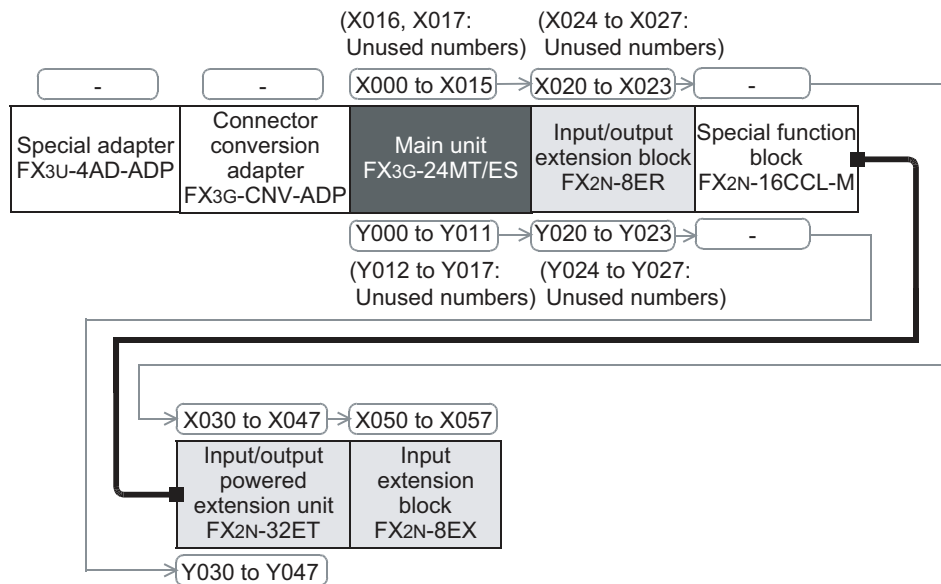 (X016, X017:
Unused numbers)
(X024 to X027:
Unused numbers)
-
-
X000 to X015
X020 to X023
-
Special adapter
FX3U-4AD-ADP
Connector
conversion
adapter
FX3G-CNV-ADP
Main unit
FX3G-24MT/ES
Input/output
extension block
FX2N-8ER
Special function
block
FX2N-16CCL-M
Y000 to Y011
Y020 to Y023
-
(Y012 to Y017:
Unused numbers)
(Y024 to Y027:
Unused numbers)
X030 to X047
X050 to X057
Input/output
powered
extension unit
FX2N-32ET
Input
extension
block
FX2N-8EX
Y030 to Y047